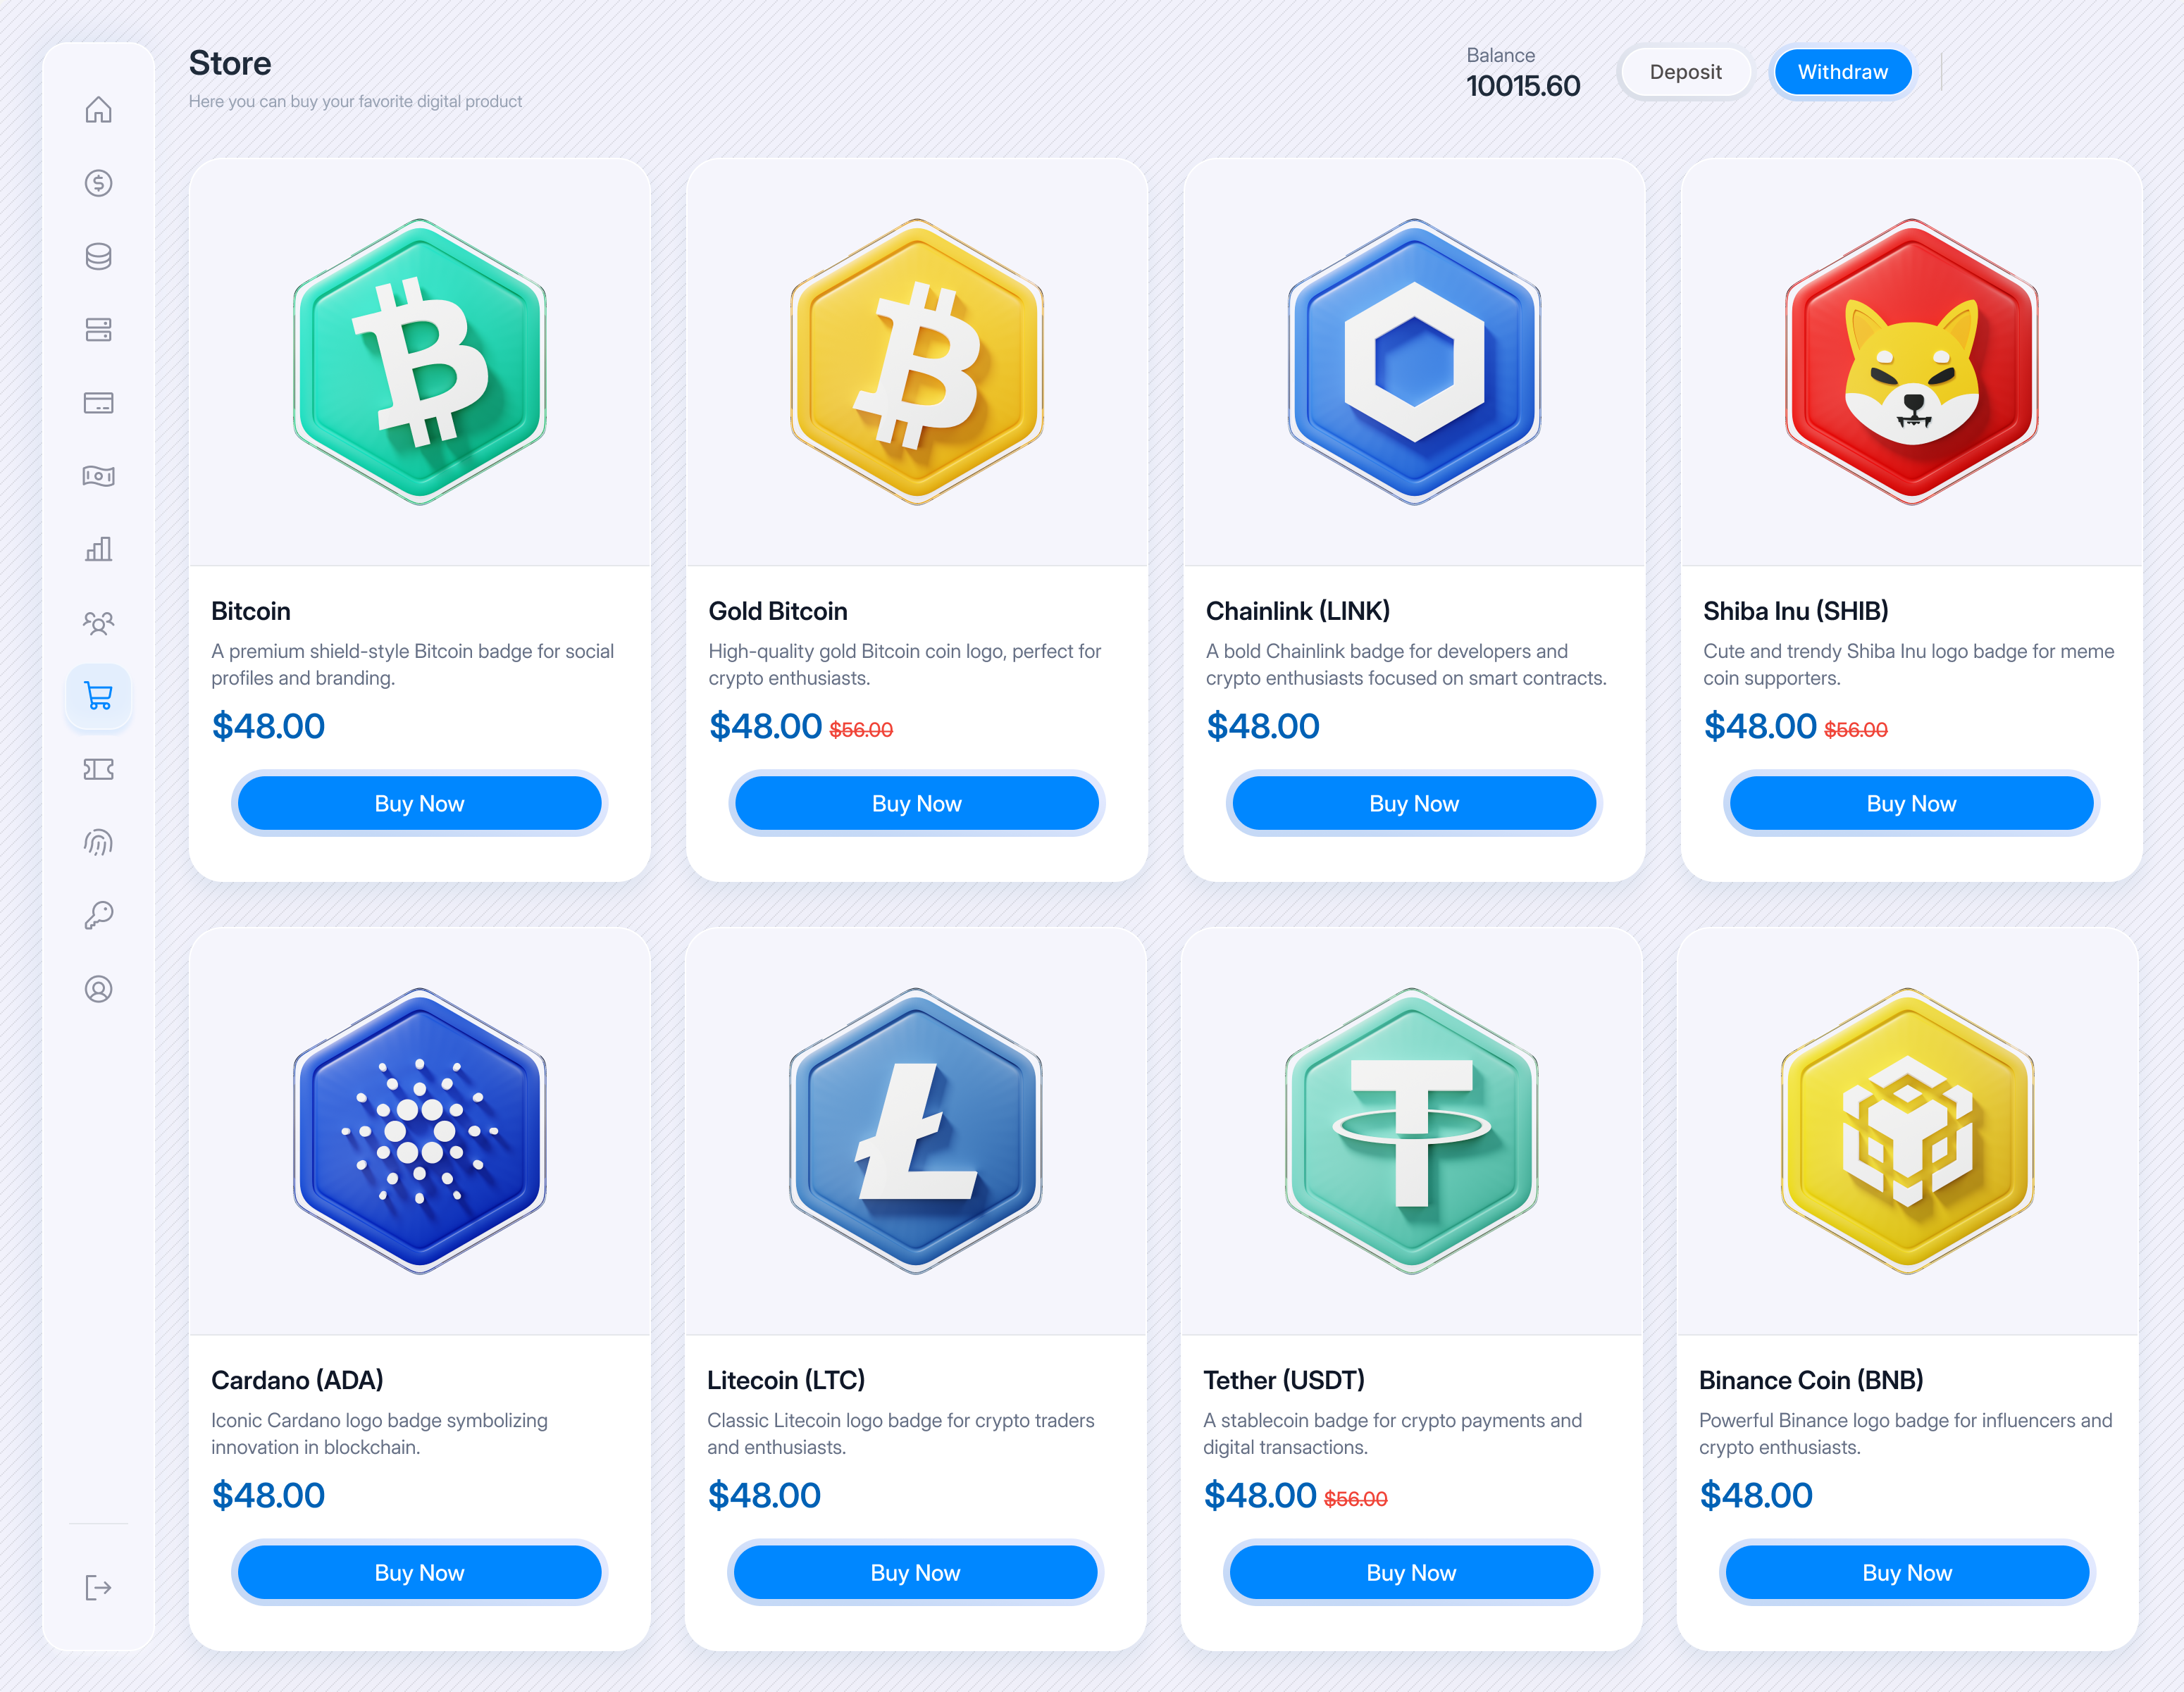 Store
Here you can buy your favorite digital product
Balance
10015.60
Deposit
Withdraw
Bitcoin
A premium shield-style Bitcoin badge for social
profiles and branding.
$48.00
Buy Now
Gold Bitcoin
High-quality gold Bitcoin coin logo, perfect for
crypto enthusiasts.
$48.00 $56.00
Buy Now
Chainlink (LINK)
A bold Chainlink badge for developers and
crypto enthusiasts focused on smart contracts.
$48.00
Buy Now
Shiba Inu (SHIB)
Cute and trendy Shiba Inu logo badge for meme
coin supporters.
$48.00 $56.00
Buy Now
Cardano (ADA)
Iconic Cardano logo badge symbolizing
innovation in blockchain.
$48.00
Buy Now
Litecoin (LTC)
Classic Litecoin logo badge for crypto traders
and enthusiasts.
$48.00
Buy Now
Tether (USDT)
A stablecoin badge for crypto payments and
digital transactions.
$48.00 $56.00
Buy Now
Binance Coin (BNB)
Powerful Binance logo badge for influencers and
crypto enthusiasts.
$48.00
Buy Now